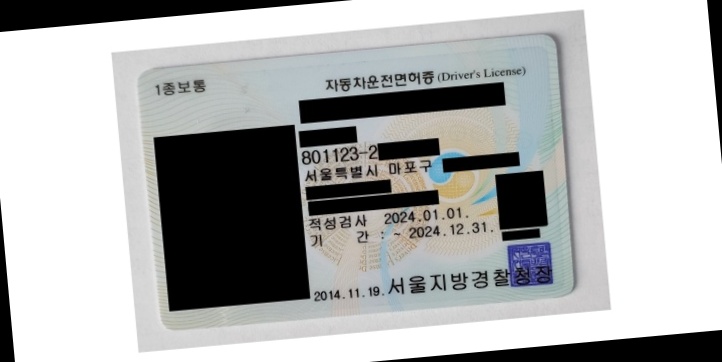 1종보통
자동차운전면허증 (Driver's License)
801123-2
서울특별시 마포구
적성검사 2024.01.01.
기 간 : ~ 2024.12.31.
2014.11.19. 서울지방경찰청장